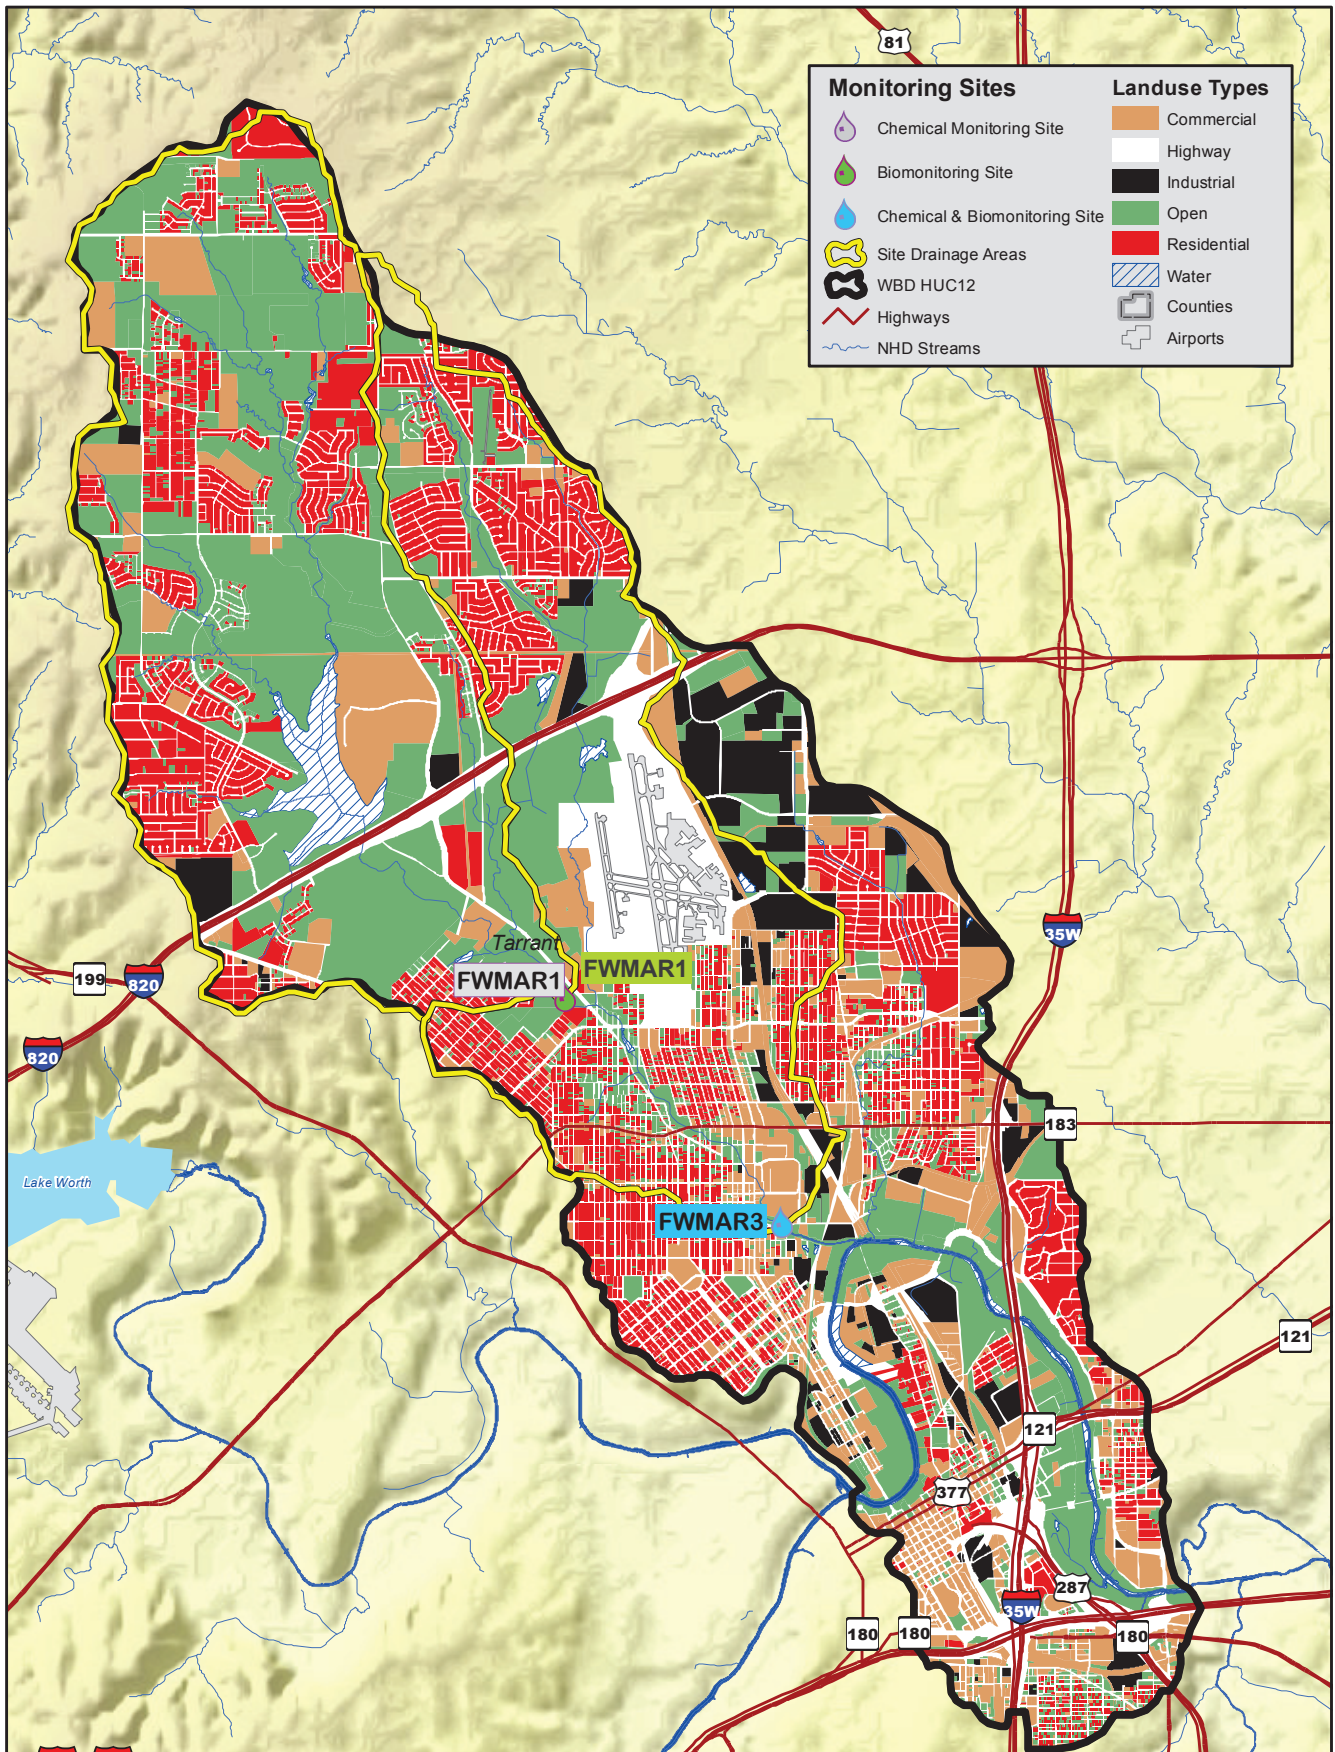 81
Monitoring Sites
Chemical Monitoring Site
Biomonitoring Site
Chemical & Biomonitoring Site
Site Drainage Areas
WBD HUC12
Highways
NHD Streams
Landuse Types
Commercial
Highway
Industrial
Open
Residential
Water
Counties
Airports
35W
Tarrant
FWMAR1
FWMAR1
199
820
820
183
Lake Worth
FWMAR3
121
121
377
287
35W
180
180
180